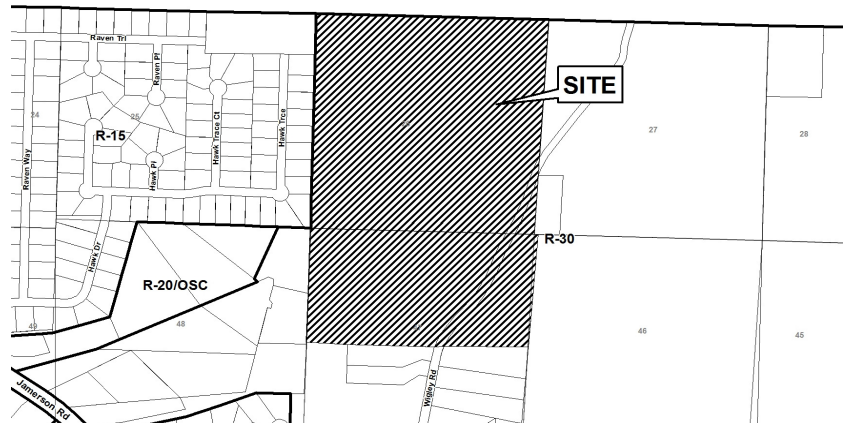 Raven Trl
Raven Pl
SITE
24
25
R-15
Hawk Trace Ct
Hawk Trce
27
28
Raven Way
Hawk Pl
R-30
Hawk Dr
R-20/OSC
49
48
46
45
Jamerson Rd
Wigley Rd